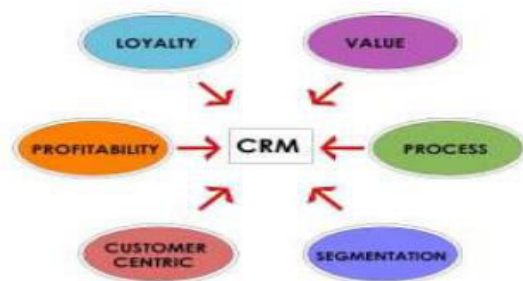 LOYALTY
VALUE
PROFITABILITY
CRM
PROCESS
CUSTOMER
CENTRIC
SEGMENTATION